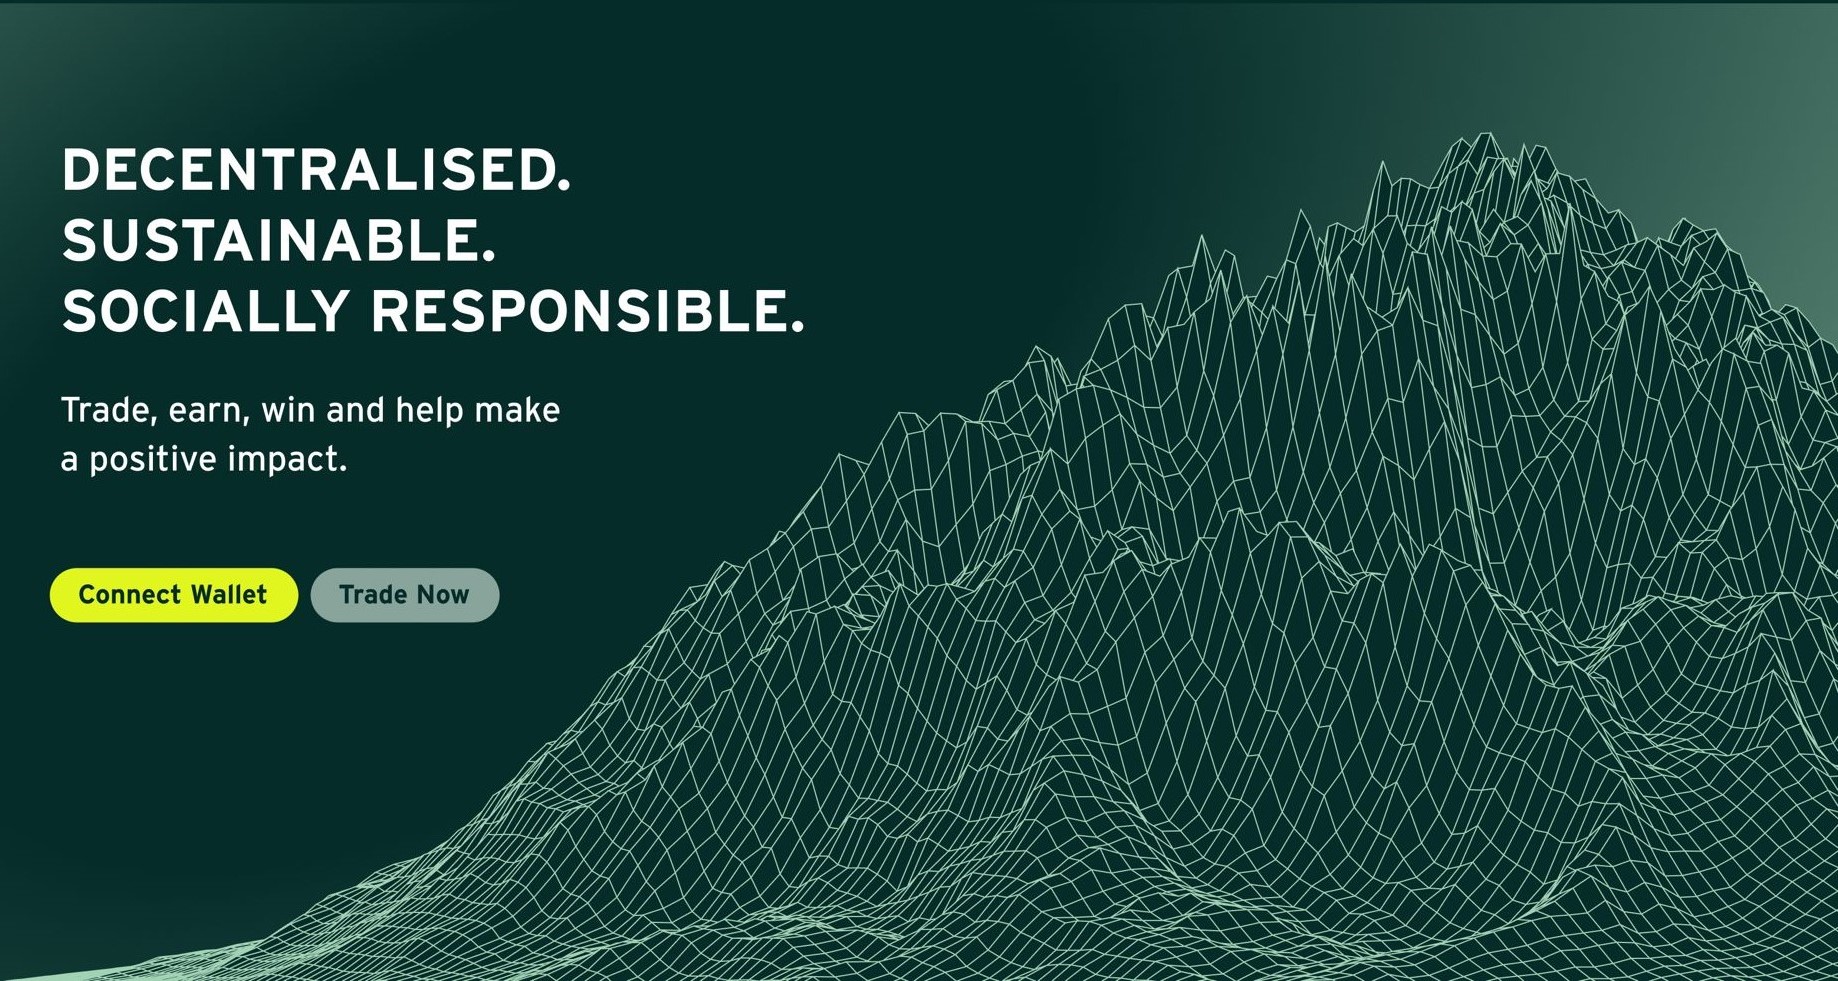 DECENTRALISED.
SUSTAINABLE.
SOCIALLY RESPONSIBLE.
Trade, earn, win and help make
a positive impact.
Connect Wallet
Trade Now